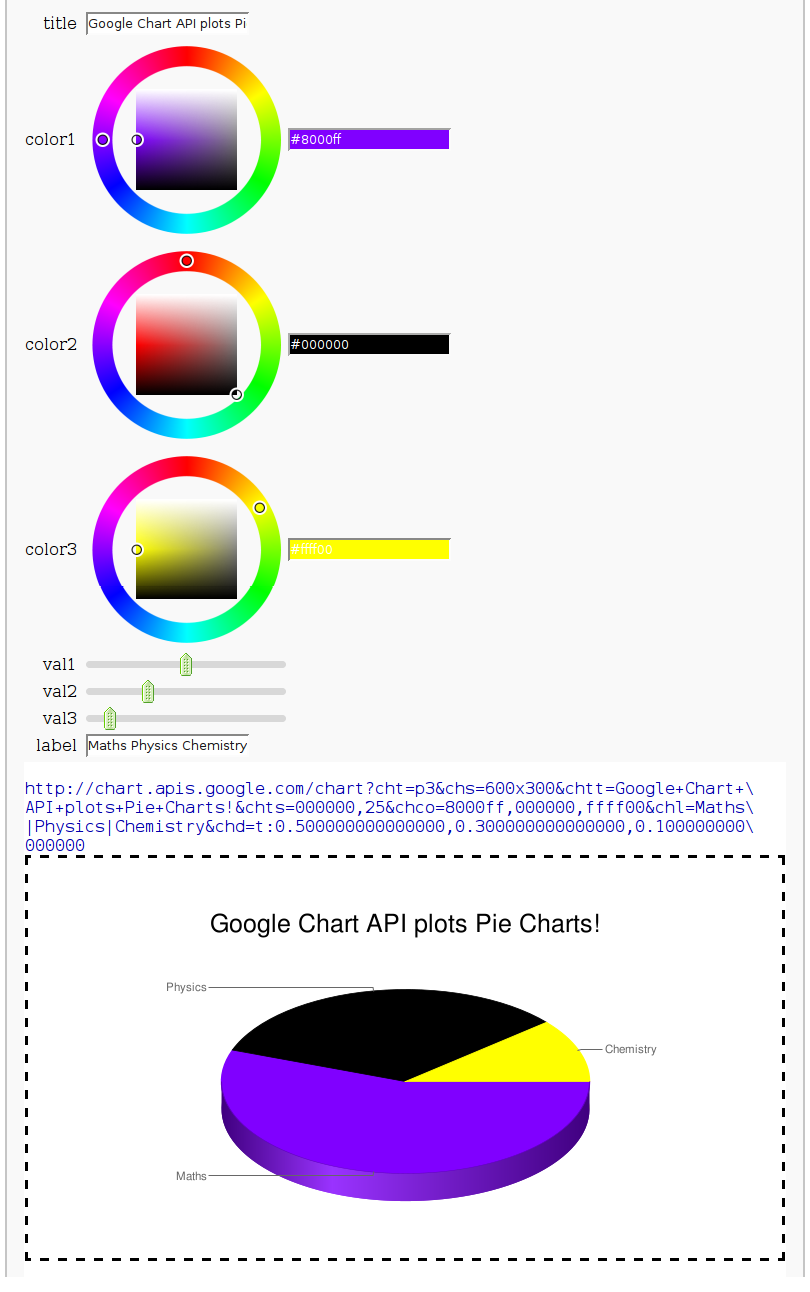 title Google Chart API plots Pi
color1 #8000ff
color2 #000000
color3 #ffff00
val1
val2
val3
label Maths Physics Chemistry
http://chart.apis.google.com/chart?cht=p3&chs=600x300&chtt=Google+Chart+\
API+plots+Pie+Charts!&chts=000000,25&chco=8000ff,000000,ffff00&chl=Maths\
|Physics|Chemistry&chd=t:0.500000000000000,0.300000000000000,0.100000000\
000000
Google Chart API plots Pie Charts!
Physics
Chemistry
Maths